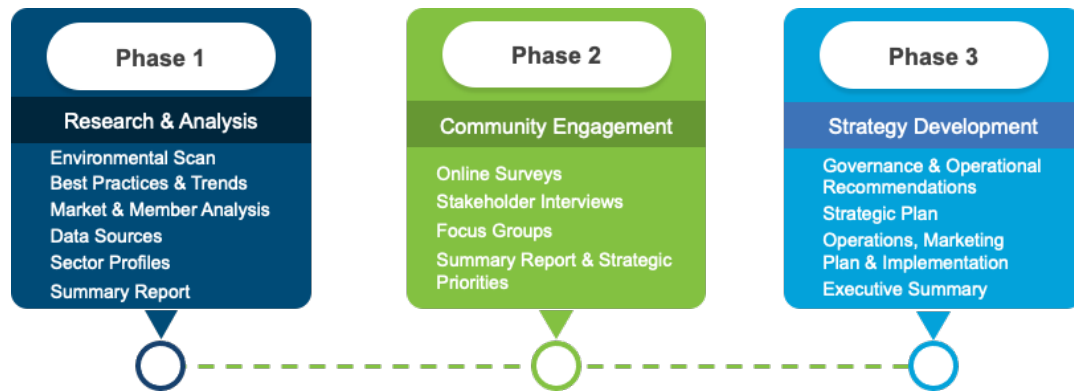 Phase 1
Research & Analysis
Environmental Scan
Best Practices & Trends
Market & Member Analysis
Data Sources
Sector Profiles
Summary Report
Phase 2
Community Engagement
Online Surveys
Stakeholder Interviews
Focus Groups
Summary Report & Strategic
Priorities
Phase 3
Strategy Development
Governance & Operational
Recommendations
Strategic Plan
Operations, Marketing
Plan & Implementation
Executive Summary